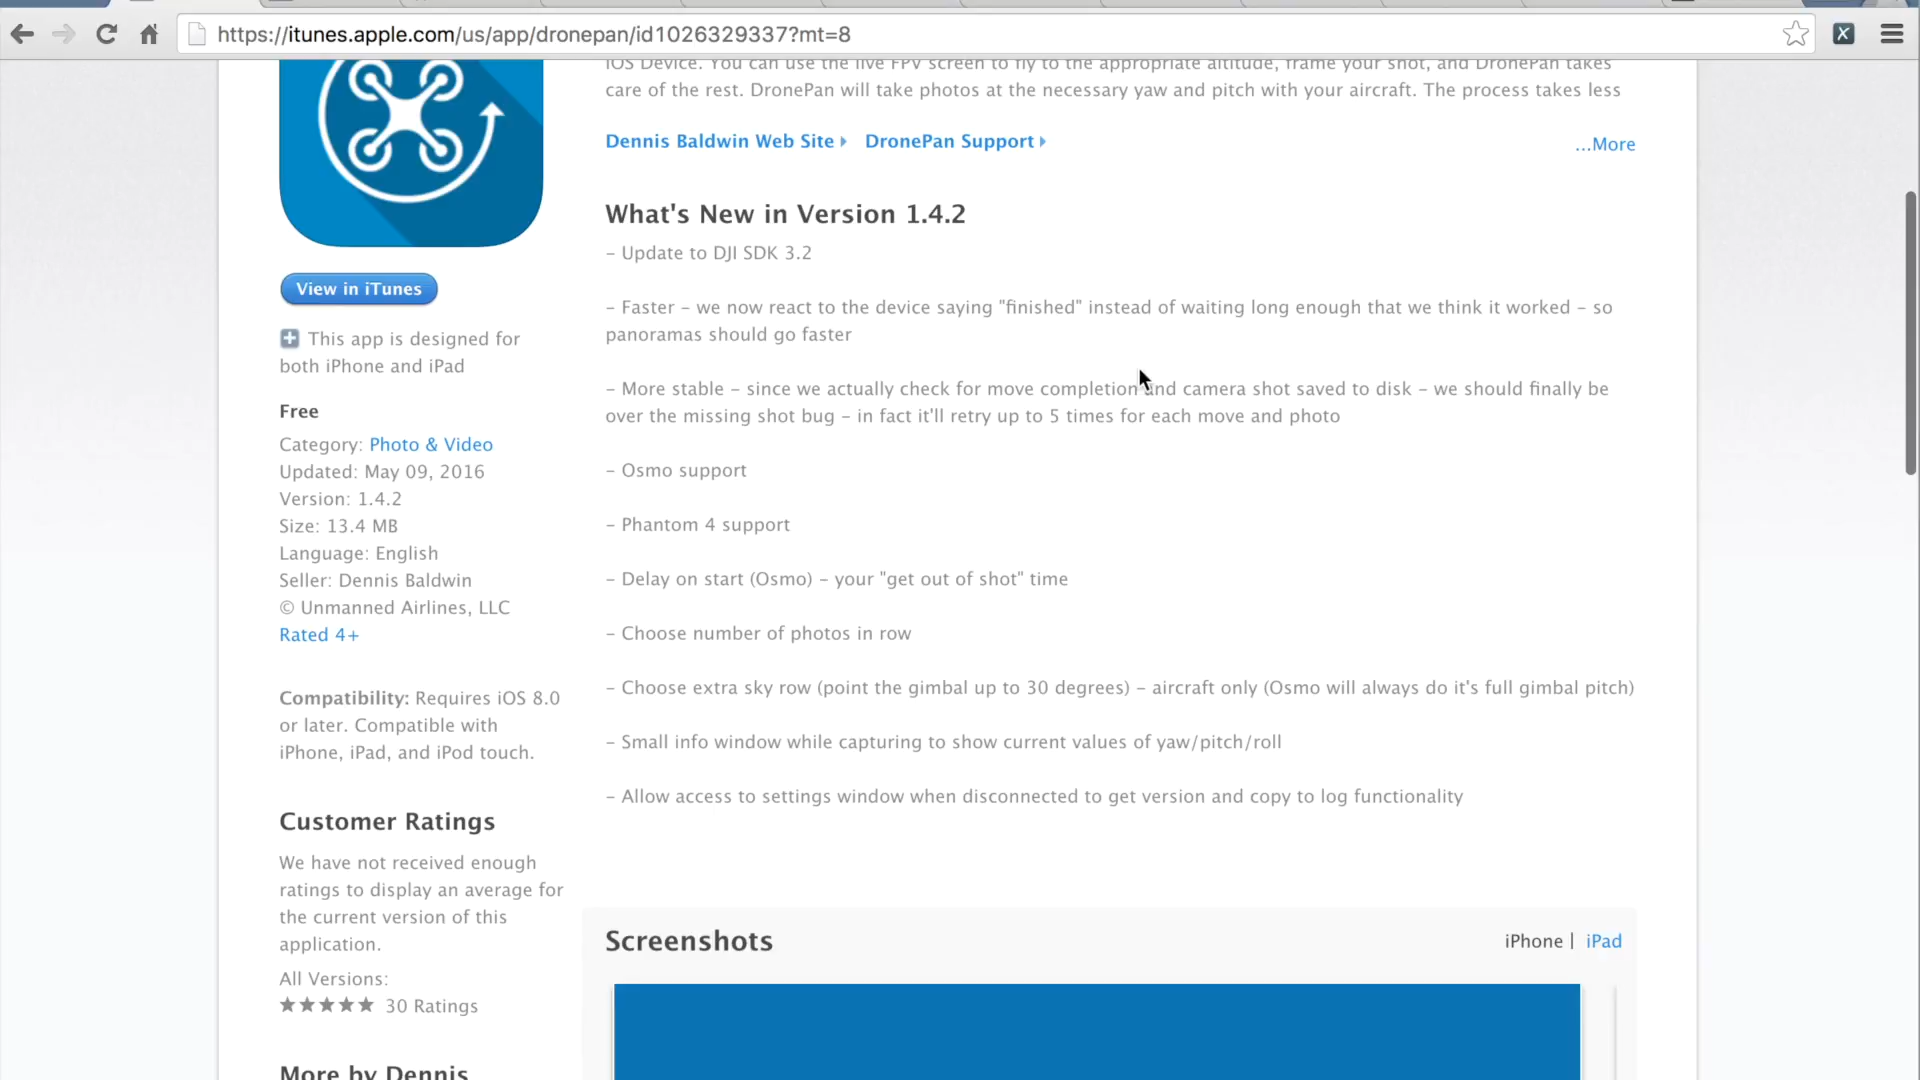 https://itunes.apple.com/us/app/dronepan/id1026329337?mt=8
iOS Device. You can use the live FPV screen to fly to the appropriate altitude, frame your shot, and DronePan takes
care of the rest. DronePan will take photos at the necessary yaw and pitch with your aircraft. The process takes less
Dennis Baldwin Web Site
DronePan Support
...More
What's New in Version 1.4.2
– Update to DJI SDK 3.2
– Faster – we now react to the device saying "finished" instead of waiting long enough that we think it worked – so
panoramas should go faster
– More stable – since we actually check for move completion and camera shot saved to disk – we should finally be
over the missing shot bug – in fact it'll retry up to 5 times for each move and photo
– Osmo support
– Phantom 4 support
– Delay on start (Osmo) – your "get out of shot" time
– Choose number of photos in row
– Choose extra sky row (point the gimbal up to 30 degrees) – aircraft only (Osmo will always do it's full gimbal pitch)
– Small info window while capturing to show current values of yaw/pitch/roll
– Allow access to settings window when disconnected to get version and copy to log functionality
View in iTunes
This app is designed for
both iPhone and iPad
Free
Category: Photo & Video
Updated: May 09, 2016
Version: 1.4.2
Size: 13.4 MB
Language: English
Seller: Dennis Baldwin
© Unmanned Airlines, LLC
Rated 4+
Compatibility: Requires iOS 8.0
or later. Compatible with
iPhone, iPad, and iPod touch.
Customer Ratings
We have not received enough
ratings to display an average for
the current version of this
application.
All Versions:
★★★★★ 30 Ratings
More by Dennis
Screenshots
iPhone | iPad